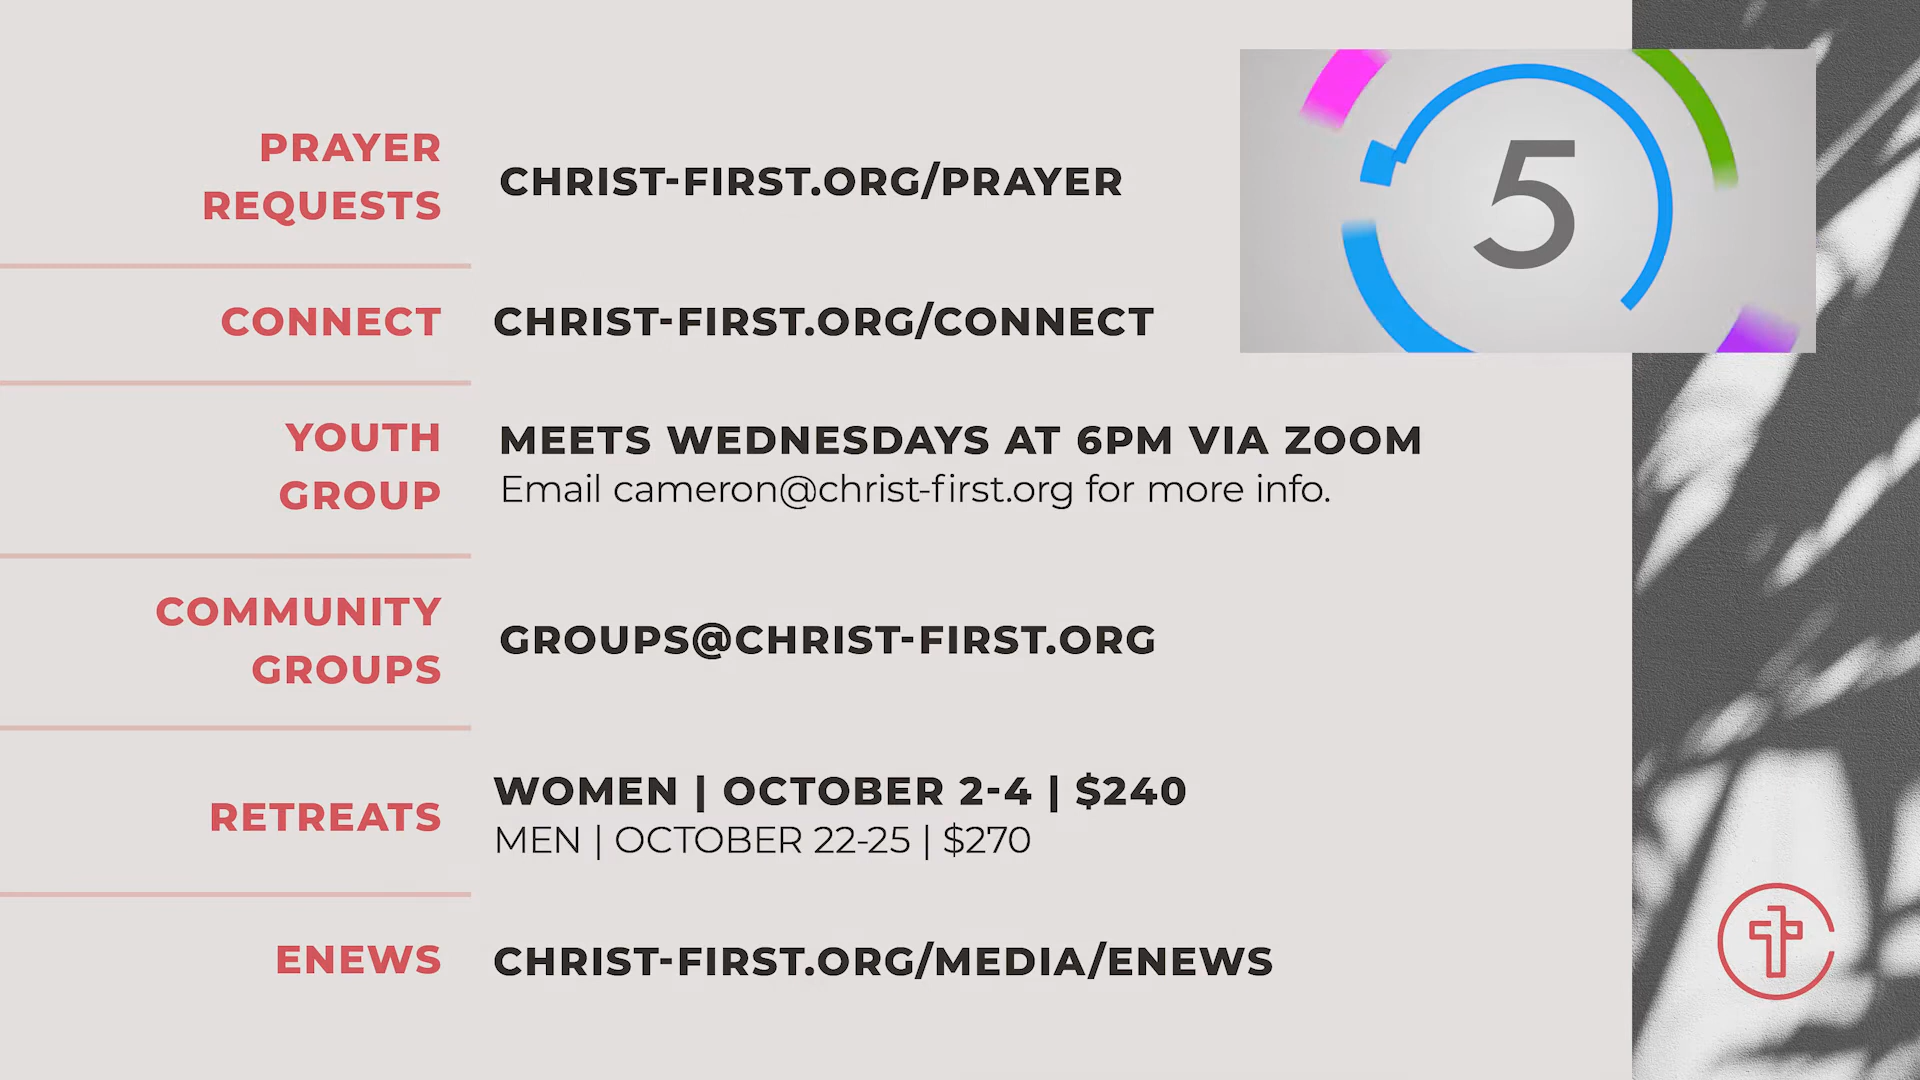 PRAYER
REQUESTS
CHRIST-FIRST.ORG/PRAYER
5
CONNECT
CHRIST-FIRST.ORG/CONNECT
YOUTH
GROUP
MEETS WEDNESDAYS AT 6PM VIA ZOOM
Email cameron@christ-first.org for more info.
COMMUNITY
GROUPS
GROUPS@CHRIST-FIRST.ORG
RETREATS
WOMEN | OCTOBER 2-4 | $240
MEN | OCTOBER 22-25 | $270
ENEWS
CHRIST-FIRST.ORG/MEDIA/ENEWS